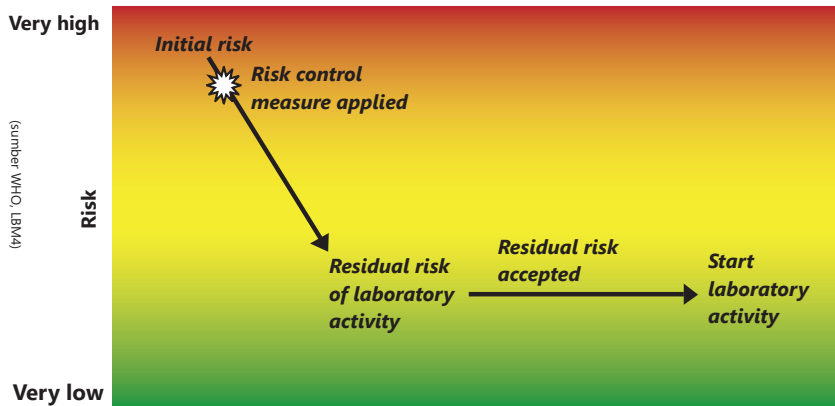 Very high
Initial risk
Risk control
measure applied
(sumber WHO, LBM4)
Risk
Residual risk
of laboratory
activity
Residual risk
accepted
Start
laboratory
activity
Very low